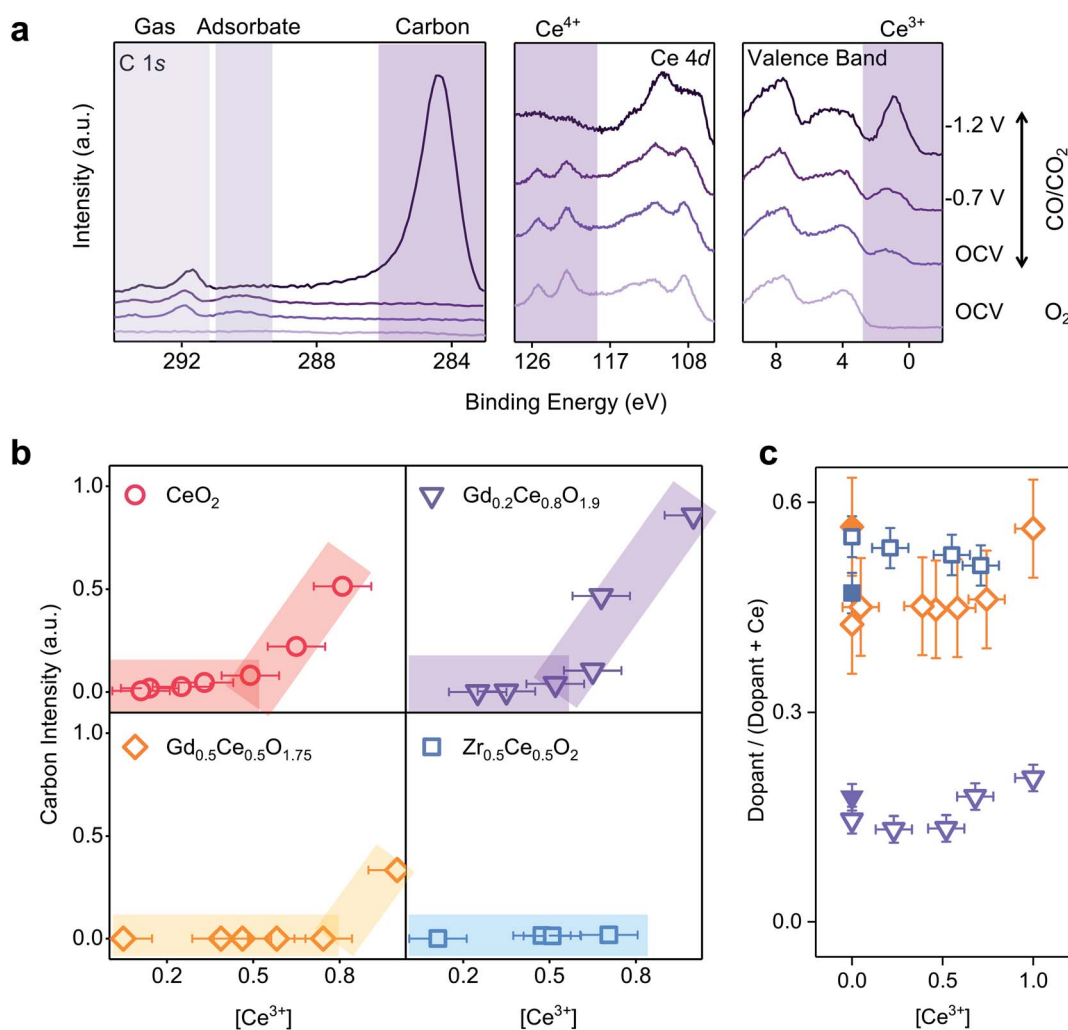 a
Gas Adsorbate Carbon Ce⁴⁺ Ce³⁺
C 1s Ce 4d Valence Band
Intensity (a.u.)
-1.2 V
-0.7 V
OCV
CO/CO₂
OCV O₂
292 288 284 126 117 108 8 4 0
Binding Energy (eV)
b
CeO₂
Gd₀.₂Ce₀.₈O₁.₉
Gd₀.₅Ce₀.₅O₁.₇₅
Zr₀.₅Ce₀.₅O₂
Carbon Intensity (a.u.)
1.0
0.5
0.0
1.0
0.5
0.0
0.2 0.5 0.8 0.2 0.5 0.8
[Ce³⁺] [Ce³⁺]
c
Dopant / (Dopant + Ce)
0.6
0.3
0.0
0.0 0.5 1.0
[Ce³⁺]